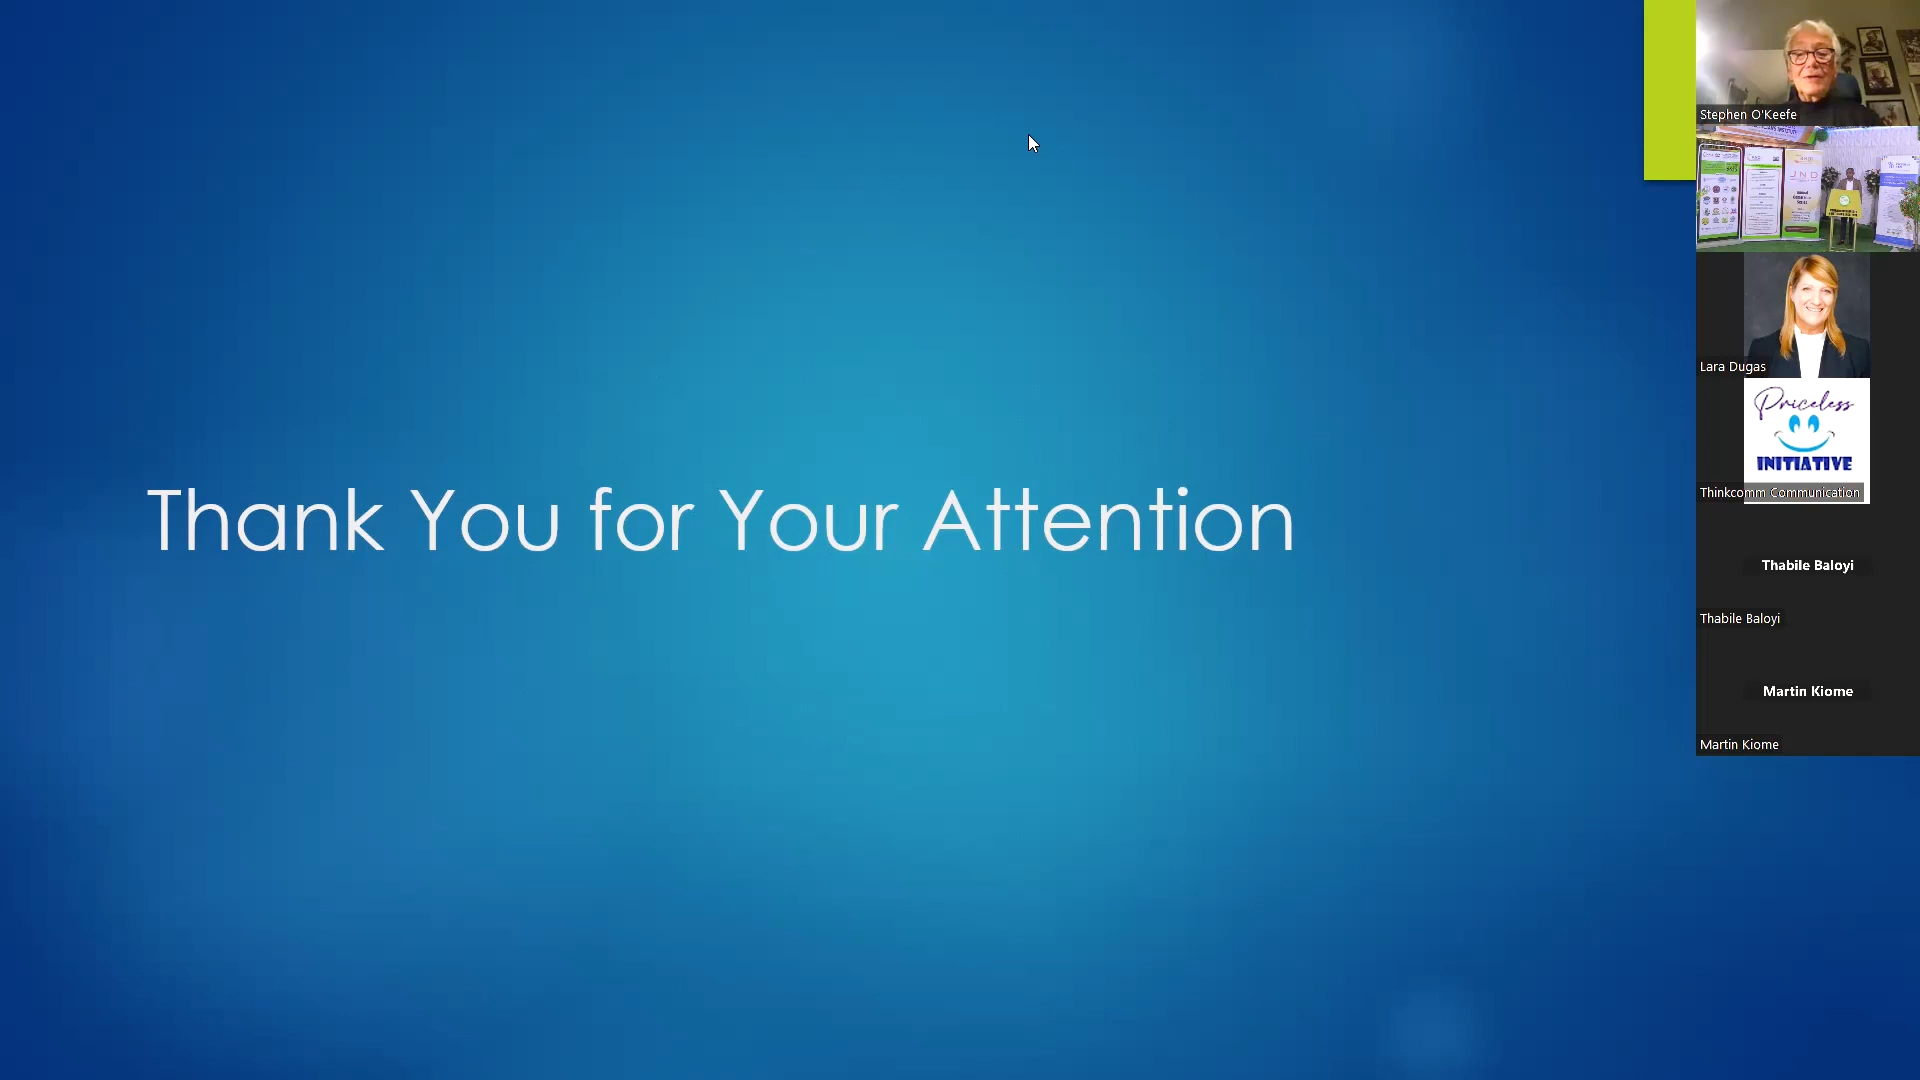 Thank You for Your Attention
Stephen O'Keefe
JND
Lara Dugas
Priceless
INITIATIVE
Thinkcomm Communication
Thabile Baloyi
Thabile Baloyi
Martin Kiome
Martin Kiome